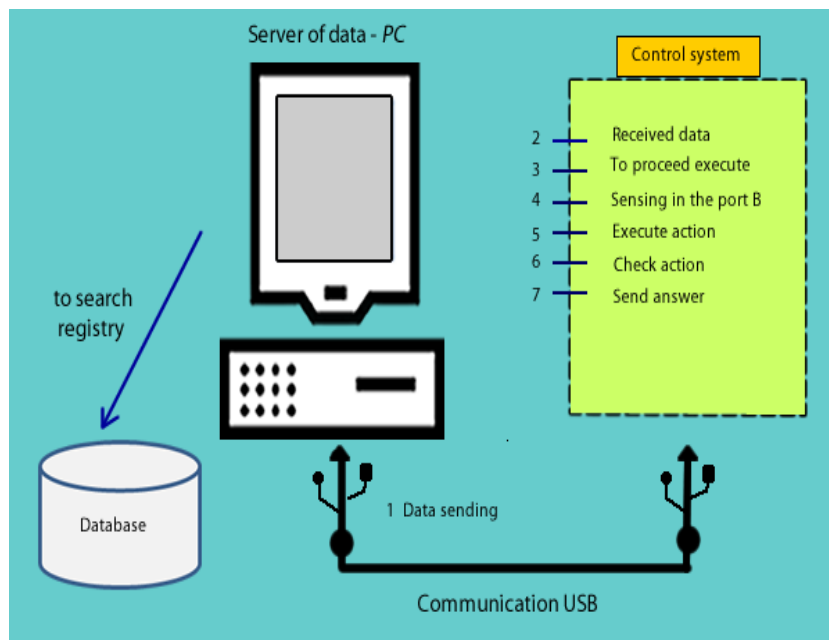 Server of data - PC
Control system
2 Received data
3 To proceed execute
4 Sensing in the port B
5 Execute action
6 Check action
7 Send answer
to search
registry
Database
1 Data sending
Communication USB